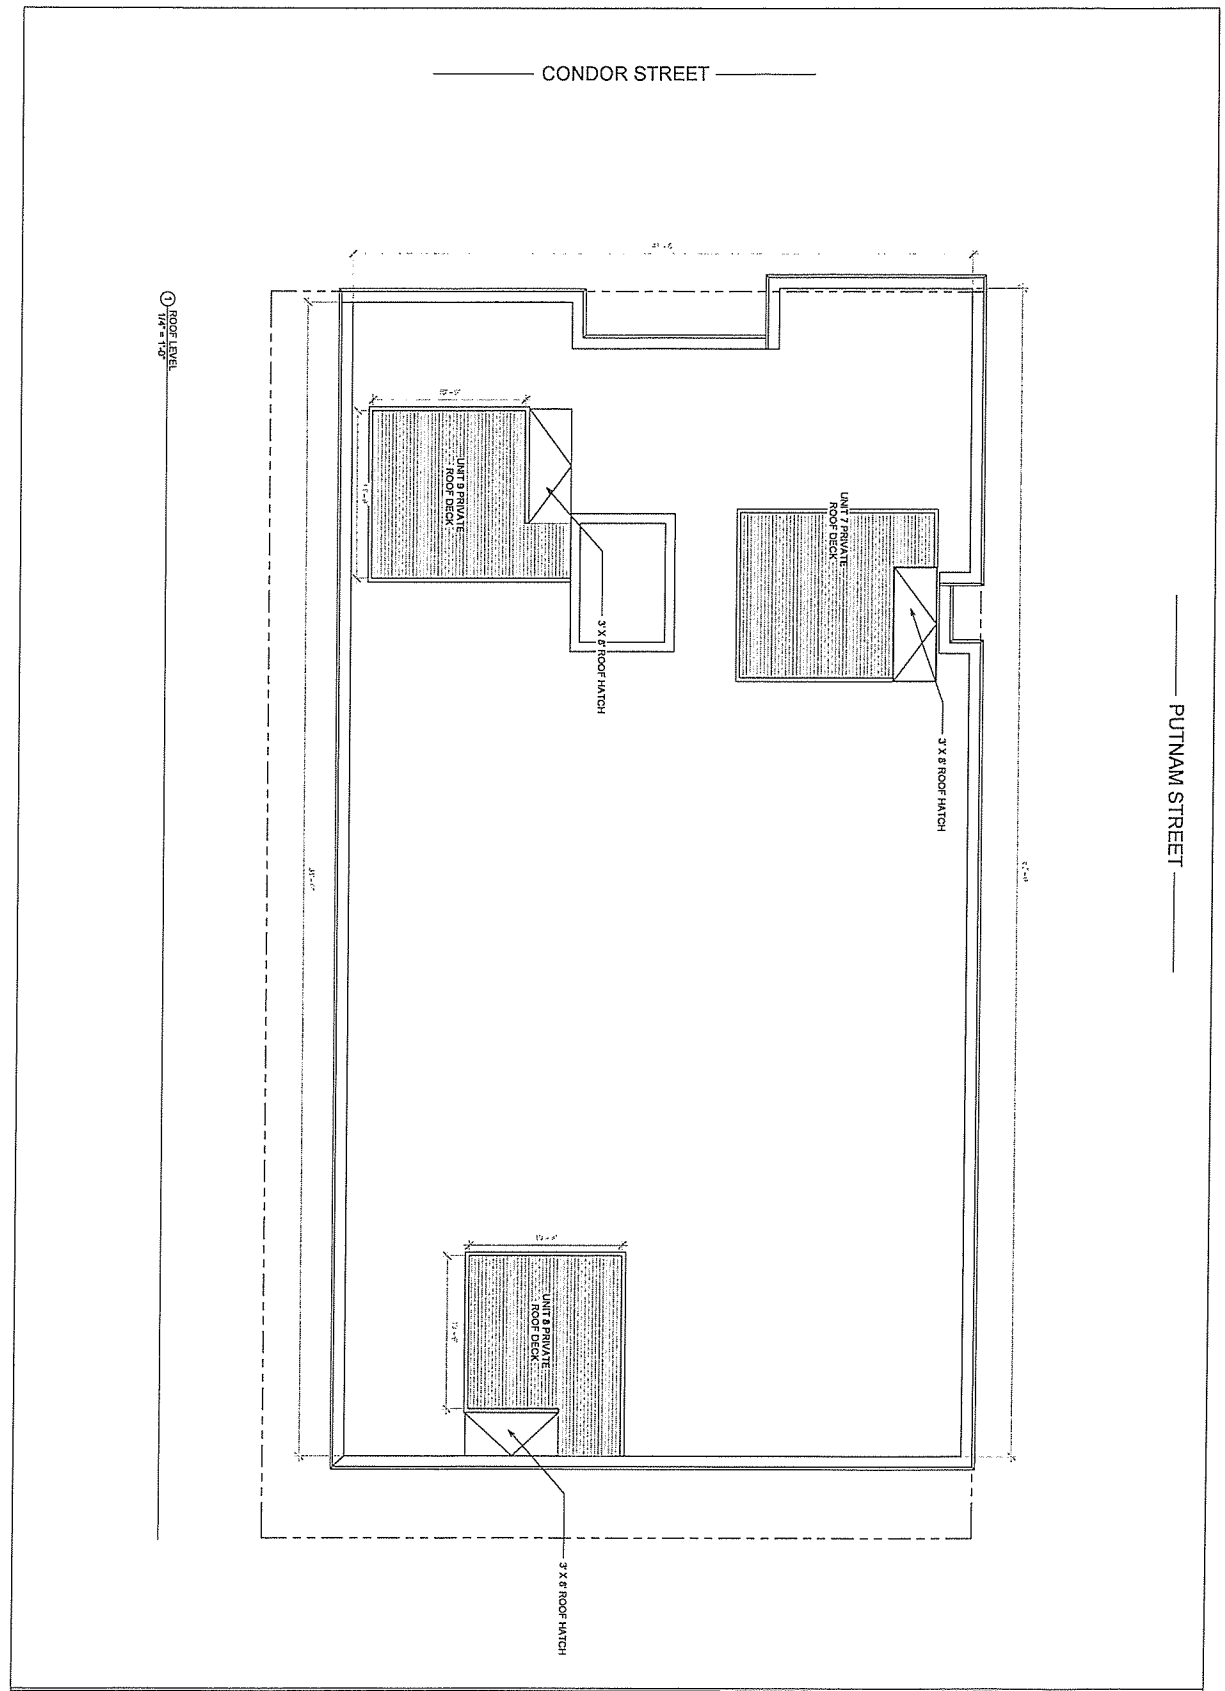 CONDOR STREET
PUTNAM STREET
1
ROOF LEVEL
1/4" = 1'-0"
UNIT 9 PRIVATE
ROOF DECK
UNIT 7 PRIVATE
ROOF DECK
3' X 8' ROOF HATCH
3' X 8' ROOF HATCH
UNIT 8 PRIVATE
ROOF DECK
3' X 8' ROOF HATCH